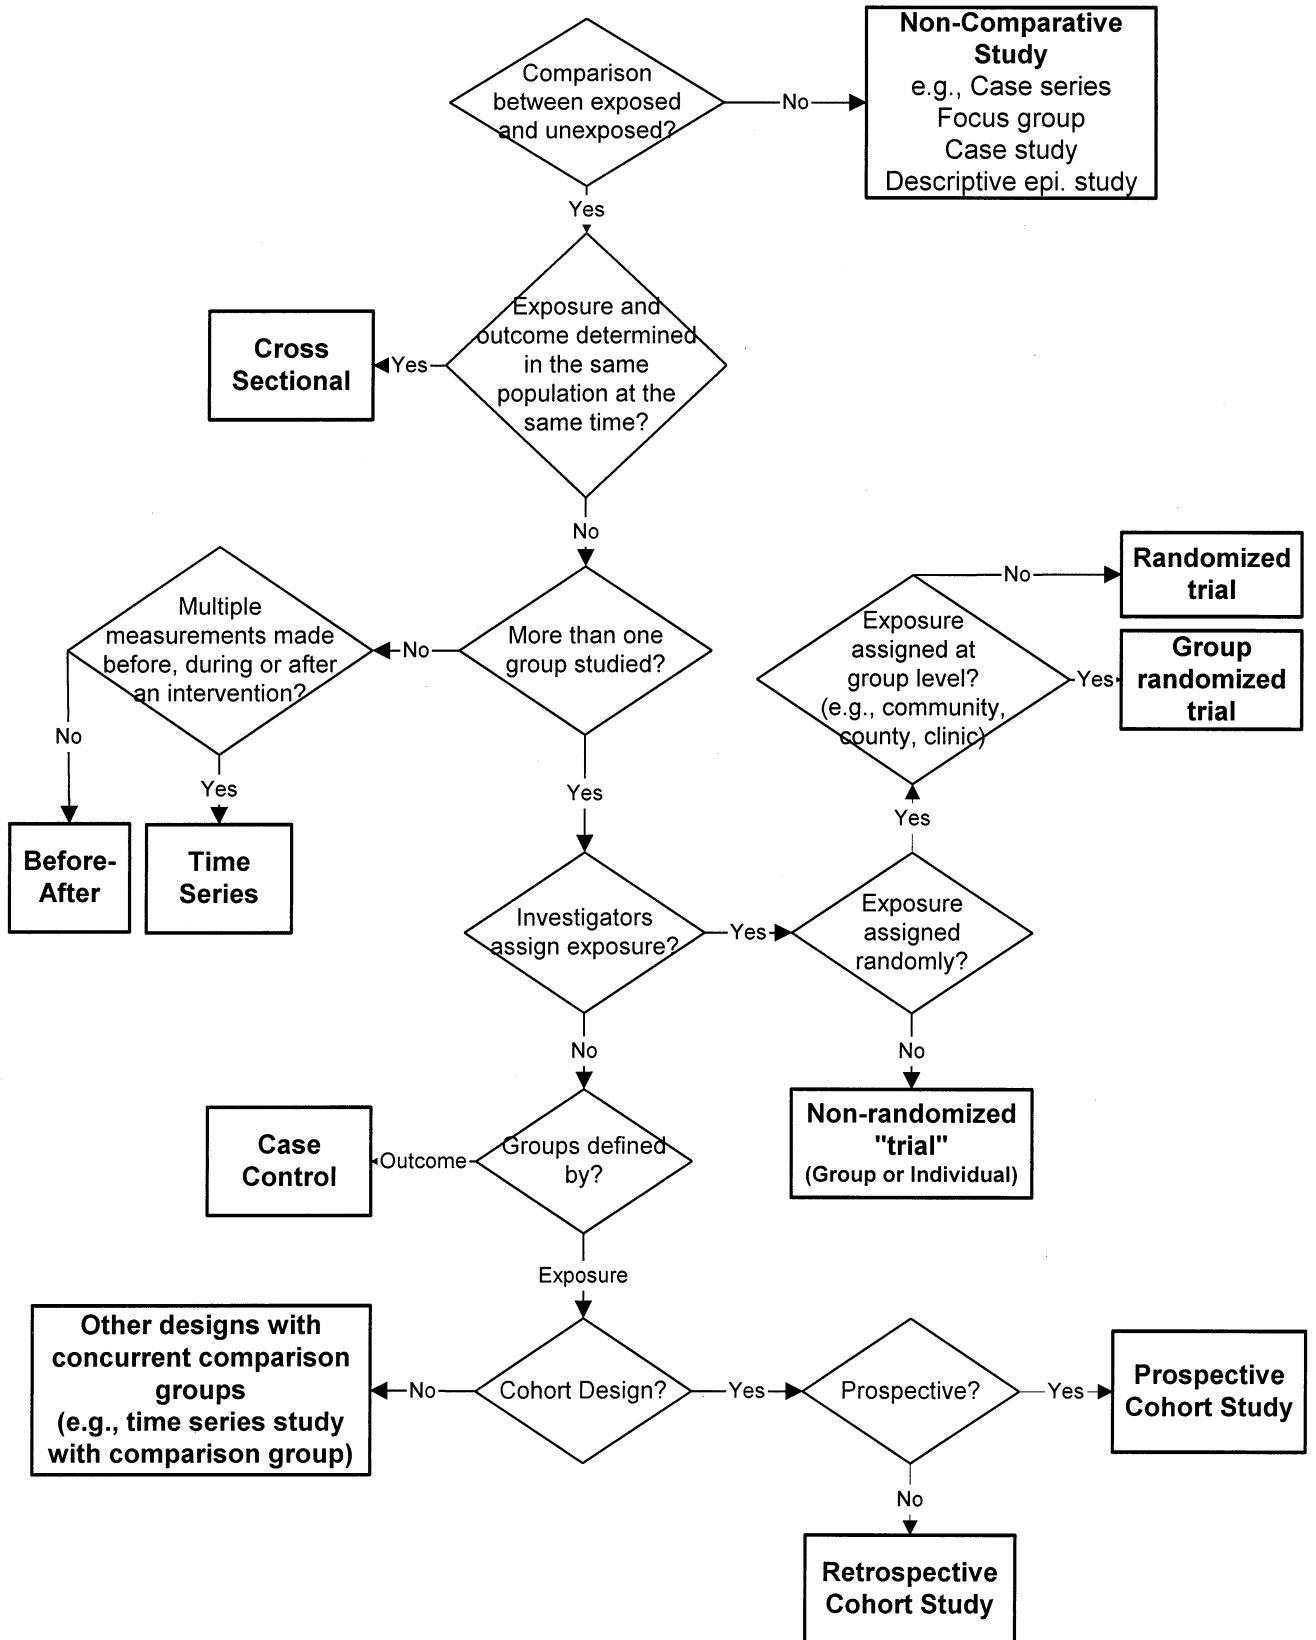 Comparison
between exposed
and unexposed?
No
Non-Comparative
Study
e.g., Case series
Focus group
Case study
Descriptive epi. study
Yes
Exposure and
outcome determined
in the same
population at the
same time?
Yes
Cross
Sectional
No
More than one
group studied?
No
Multiple
measurements made
before, during or after
an intervention?
No
Yes
Before-
After
Time
Series
Yes
Investigators
assign exposure?
Yes
Exposure
assigned
randomly?
Yes
Exposure
assigned at
group level?
(e.g., community,
county, clinic)
No
Randomized
trial
Yes
Group
randomized
trial
No
Non-randomized
"trial"
(Group or Individual)
No
Groups defined
by?
Outcome
Case
Control
Exposure
Cohort Design?
No
Other designs with
concurrent comparison
groups
(e.g., time series study
with comparison group)
Yes
Prospective?
Yes
Prospective
Cohort Study
No
Retrospective
Cohort Study